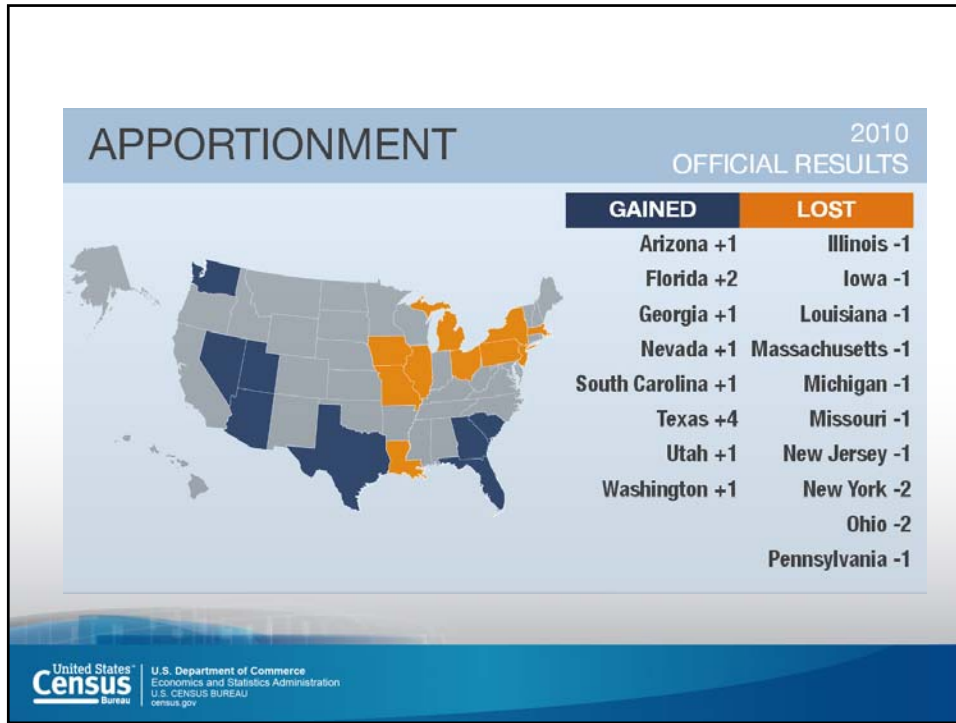 APPORTIONMENT
2010
OFFICIAL RESULTS
GAINED
Arizona +1
Florida +2
Georgia +1
Nevada +1
South Carolina +1
Texas +4
Utah +1
Washington +1
LOST
Illinois -1
Iowa -1
Louisiana -1
Massachusetts -1
Michigan -1
Missouri -1
New Jersey -1
New York -2
Ohio -2
Pennsylvania -1
United States™
Census
Bureau
U.S. Department of Commerce
Economics and Statistics Administration
U.S. CENSUS BUREAU
census.gov